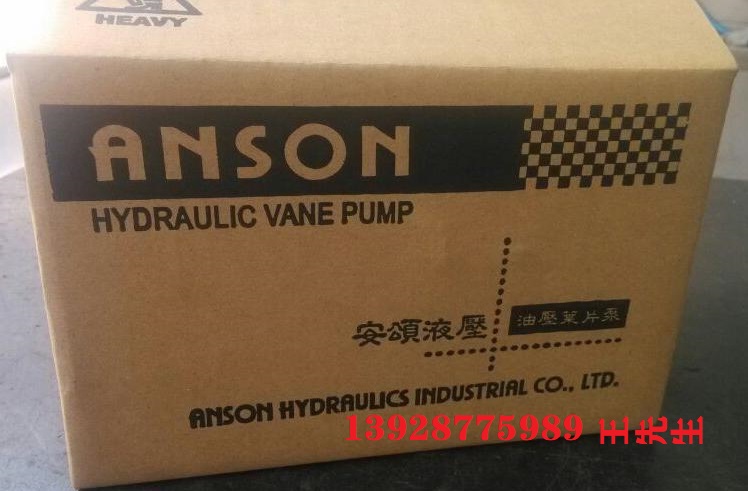 HEAVY
ANSON
HYDRAULIC VANE PUMP
安頌液壓 油壓葉片泵
ANSON HYDRAULICS INDUSTRIAL CO., LTD.
13928775989 王先生